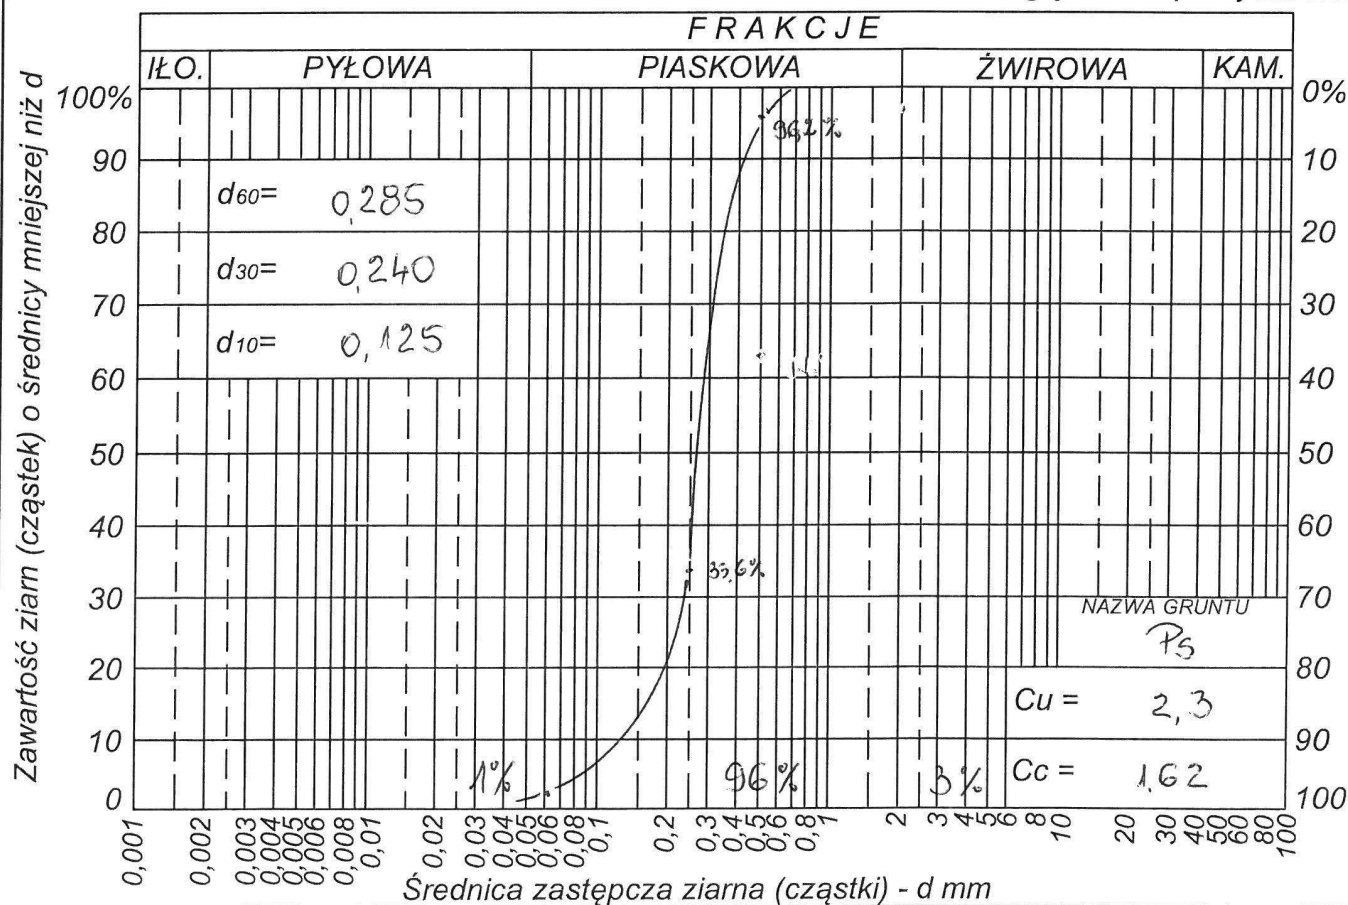 FRAKCJE
IŁO. PYŁOWA PIASKOWA ŻWIROWA KAM.
Zawartość ziarn (cząstek) o średnicy mniejszej niż d
100% 0%
96,2%
90 10
d60= 0,285
80 20
d30= 0,240
70 30
d10= 0,125
60 40
50 50
40 60
33,6%
30 70
NAZWA GRUNTU
Ps
20 80
Cu = 2,3
10 90
1% 96% 3% Cc = 1,62
0 100
0,001 0,002 0,003 0,004 0,005 0,006 0,008 0,01 0,02 0,03 0,04 0,05 0,06 0,08 0,1 0,2 0,3 0,4 0,5 0,6 0,8 1 2 3 4 5 6 8 10 20 30 40 50 60 80 100
Średnica zastępcza ziarna (cząstki) - d mm